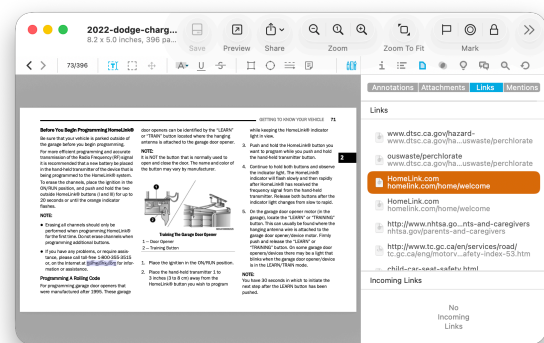 2022-dodge-charg...
8.2 x 5.0 inches, 396 pa...
Save
Preview
Share
Zoom
Zoom To Fit
Mark
73/396
Annotations
Attachments
Links
Mentions
GETTING TO KNOW YOUR VEHICLE 71
Before You Begin Programming HomeLink®
Be sure that your vehicle is parked outside of
the garage before you begin programming.
For more efficient programming and accurate
transmission of the Radio Frequency (RF) signal
it is recommended that a new battery be placed
in the hand-held transmitter of the device that is
being programmed to the HomeLink® system.
To erase the channels, place the ignition in the
ON/RUN position, and push and hold the two
outside HomeLink® buttons (I and III) for up to
20 seconds or until the orange indicator
flashes.
NOTE:
• Erasing all channels should only be
performed when programming HomeLink®
for the first time. Do not erase channels when
programming additional buttons.
• If you have any problems, or require assis-
tance, please call toll-free 1-800-355-3515
or, on the Internet at HomeLink.com for infor-
mation or assistance.
Programming A Rolling Code
For programming garage door openers that
were manufactured after 1995. These garage
door openers can be identified by the "LEARN"
or "TRAIN" button located where the hanging
antenna is attached to the garage door opener.
NOTE:
It is NOT the button that is normally used to
open and close the door. The name and color of
the button may vary by manufacturer.
Training The Garage Door Opener
1 — Door Opener
2 — Training Button
1. Place the ignition in the ON/RUN position.
2. Place the hand-held transmitter 1 to
3 inches (3 to 8 cm) away from the
HomeLink® button you wish to program
while keeping the HomeLink® indicator
light in view.
3. Push and hold the HomeLink® button you
want to program while you push and hold
the hand-held transmitter button.
4. Continue to hold both buttons and observe
the indicator light. The HomeLink®
indicator will flash slowly and then rapidly
after HomeLink® has received the
frequency signal from the hand-held
transmitter. Release both buttons after the
indicator light changes from slow to rapid.
5. On the garage door opener motor (in the
garage), locate the "LEARN" or "TRAINING"
button. This can usually be found where the
hanging antenna wire is attached to the
garage door opener/device motor. Firmly
push and release the "LEARN" or
"TRAINING" button. On some garage door
openers/devices there may be a light that
blinks when the garage door opener/device
is in the LEARN/TRAIN mode.
NOTE:
You have 30 seconds in which to initiate the
next step after the LEARN button has been
pushed.
2
Links
www.dtsc.ca.gov/hazard-
www.dtsc.ca.gov/ha...uswaste/perchlorate
ouswaste/perchlorate
www.dtsc.ca.gov/ha...uswaste/perchlorate
HomeLink.com
homelink.com/home/welcome
HomeLink.com
homelink.com/home/welcome
http://www.nhtsa.go...nts-and-caregivers
nhtsa.gov/parents-and-caregivers
http://www.tc.gc.ca/en/services/road/
tc.gc.ca/eng/motorv...afety-index-53.htm
child-car-seat-safety.html
Incoming Links
No
Incoming
Links